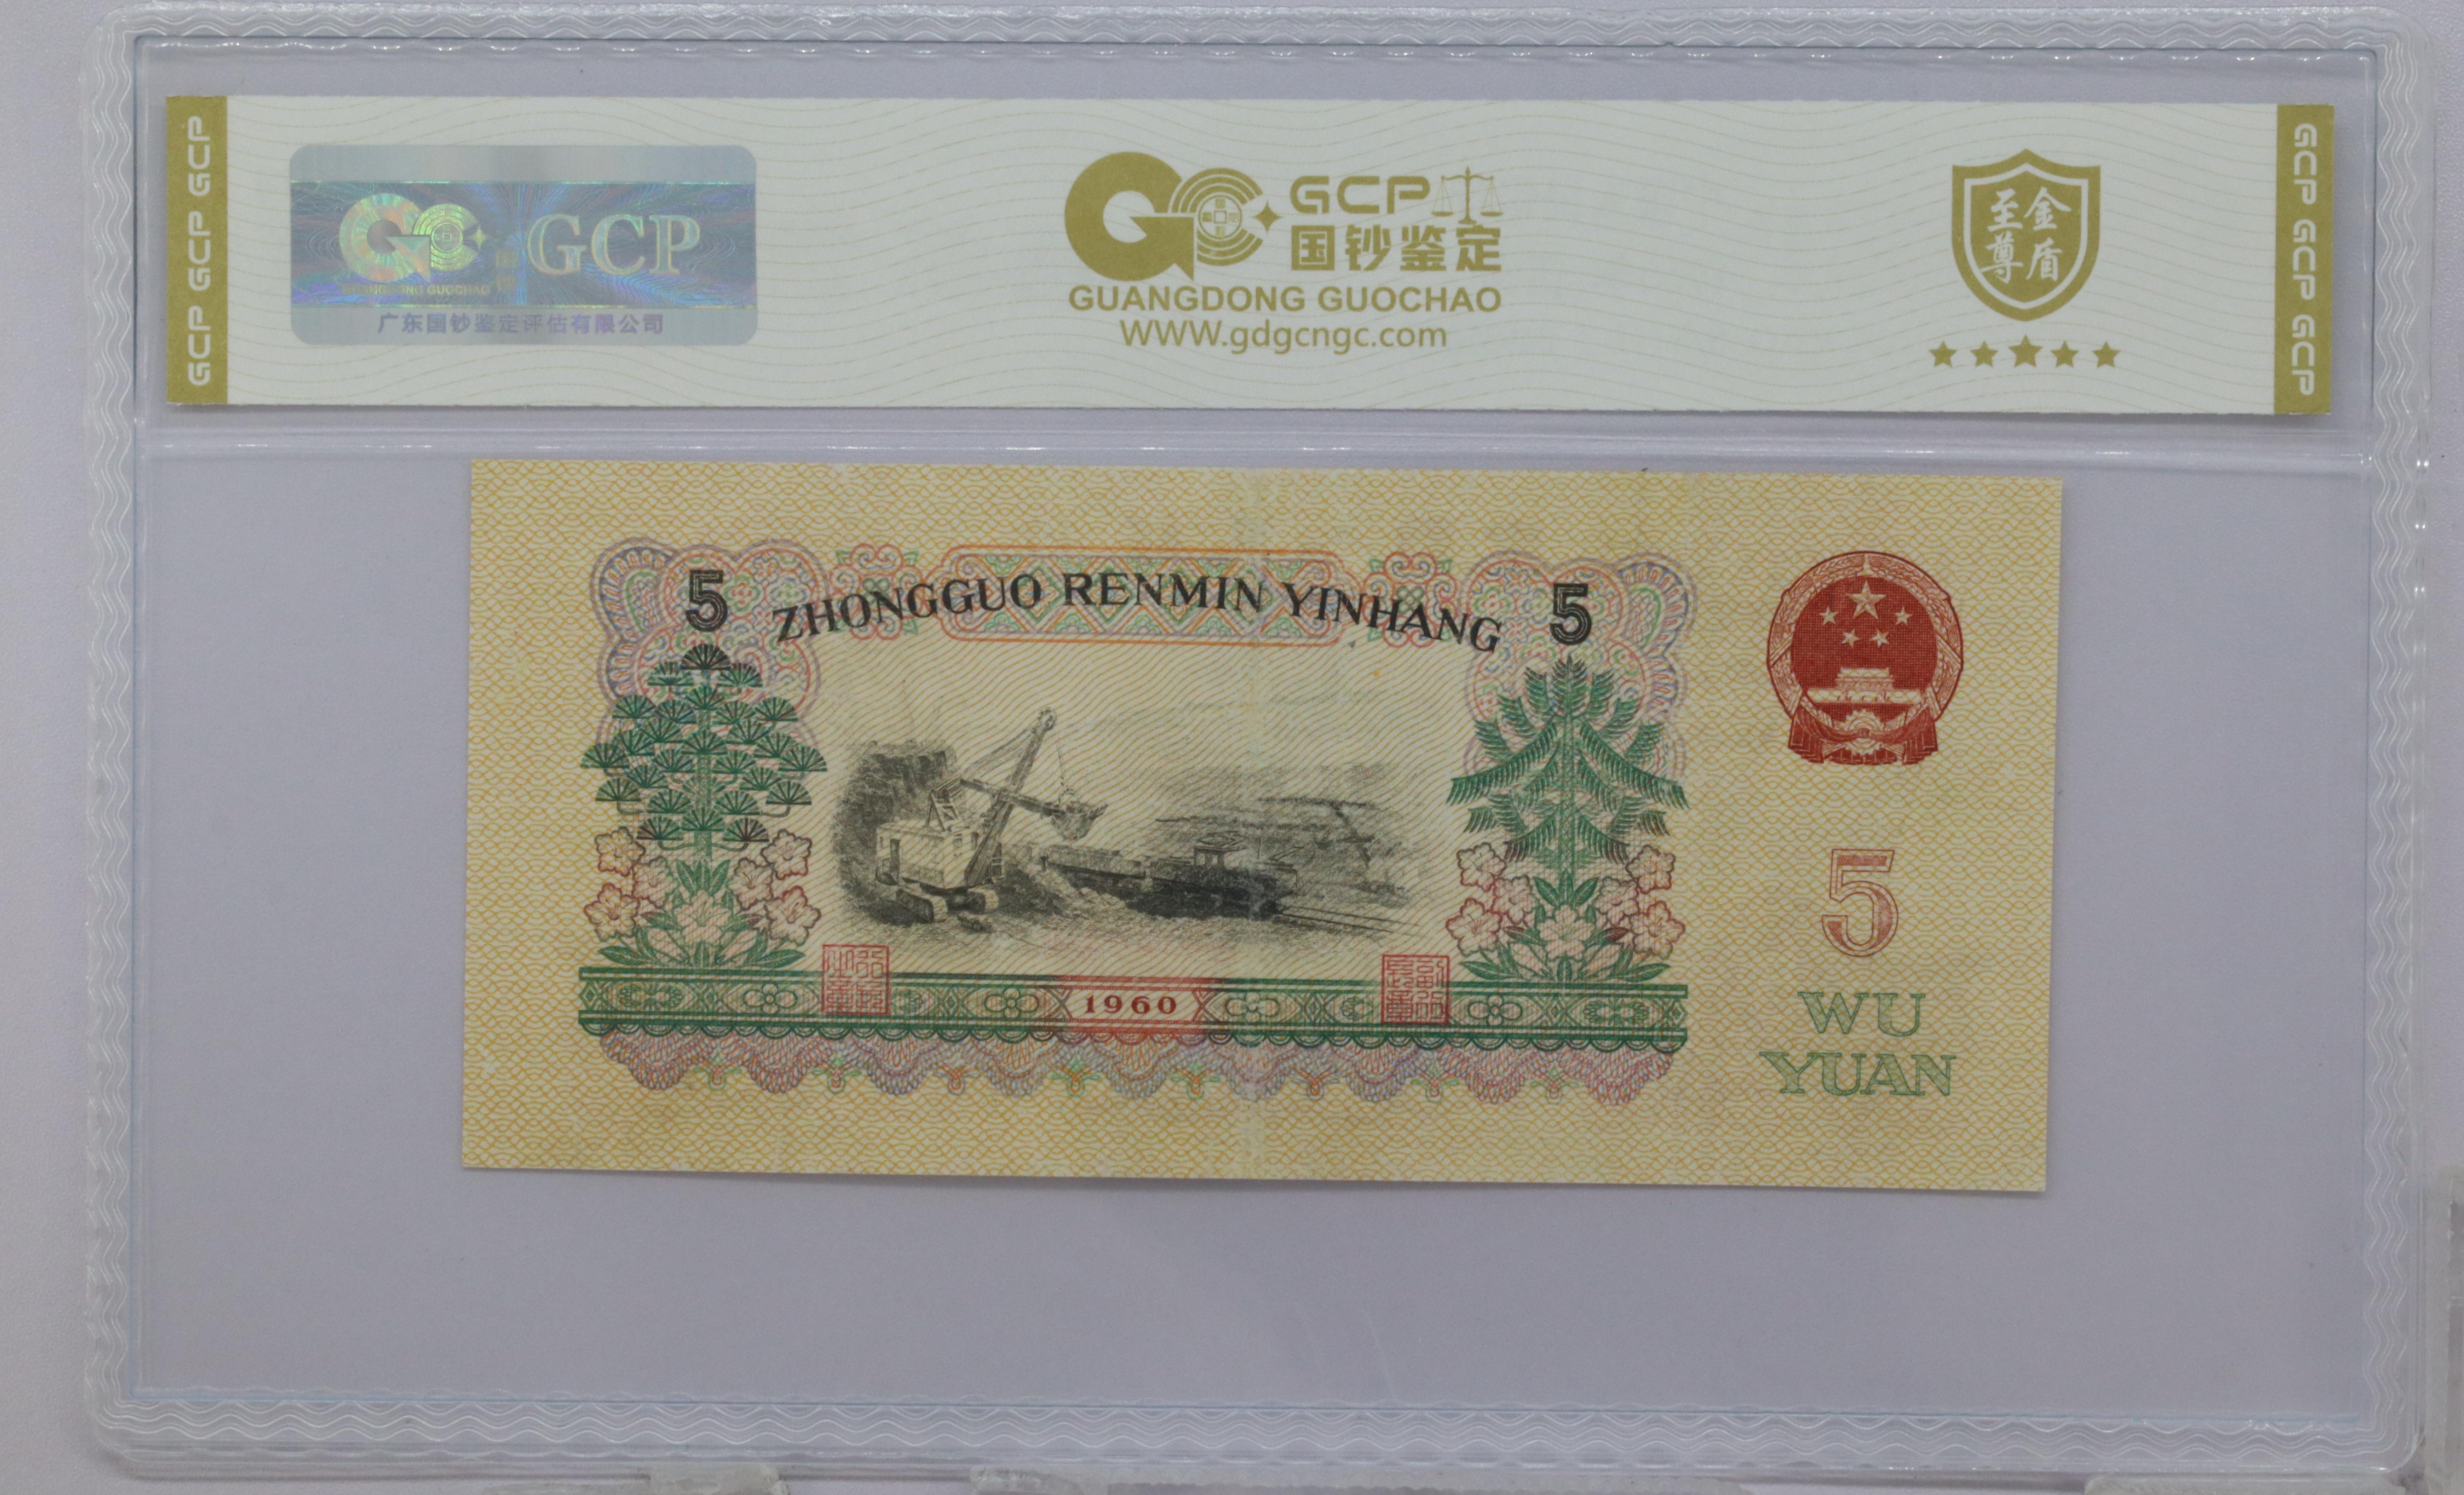 GCP GCP GCP
GCP
GUANGDONG GUOCHAO
广东国钞鉴定评估有限公司
GCP
国钞鉴定
GUANGDONG GUOCHAO
WWW.gdgcngc.com
至尊
金盾
GCP GCP GCP
5 ZHONGGUO RENMIN YINHANG 5
1960
5
WU
YUAN